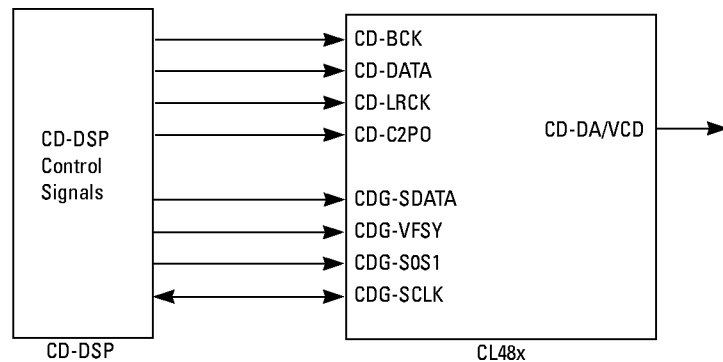 CD-DSP
Control
Signals
CD-DSP
CD-BCK
CD-DATA
CD-LRCK
CD-C2PO
CDG-SDATA
CDG-VFSY
CDG-S0S1
CDG-SCLK
CD-DA/VCD
CL48x